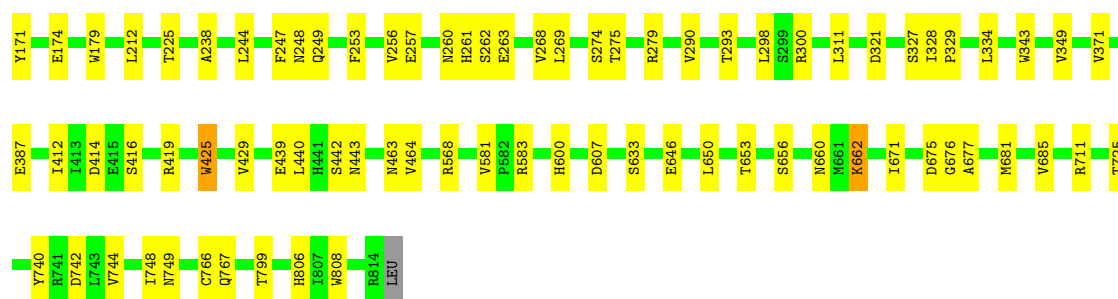 Y171 E174 W179 L212 T225 A238 L244 F247 N248 Q249 F253 V256 E257 N260 H261 S262 E263 V268 L269 S274 T275 R279 V290 T293 L298 S299 R300 L311 D321 S327 I328 P329 L334 W343 V349 V371
E387 I412 I413 D414 E415 S416 R419 W425 V429 E439 L440 H441 S442 N443 N463 V464 R568 V581 P582 R583 H600 D607 S633 E646 L650 T653 S656 N660 M661 K662 I671 D675 G676 A677 M681 V685 R711
Y740 R741 D742 L743 V744 I748 N749 C766 Q767 T799 H806 I807 W808 R814 LEU